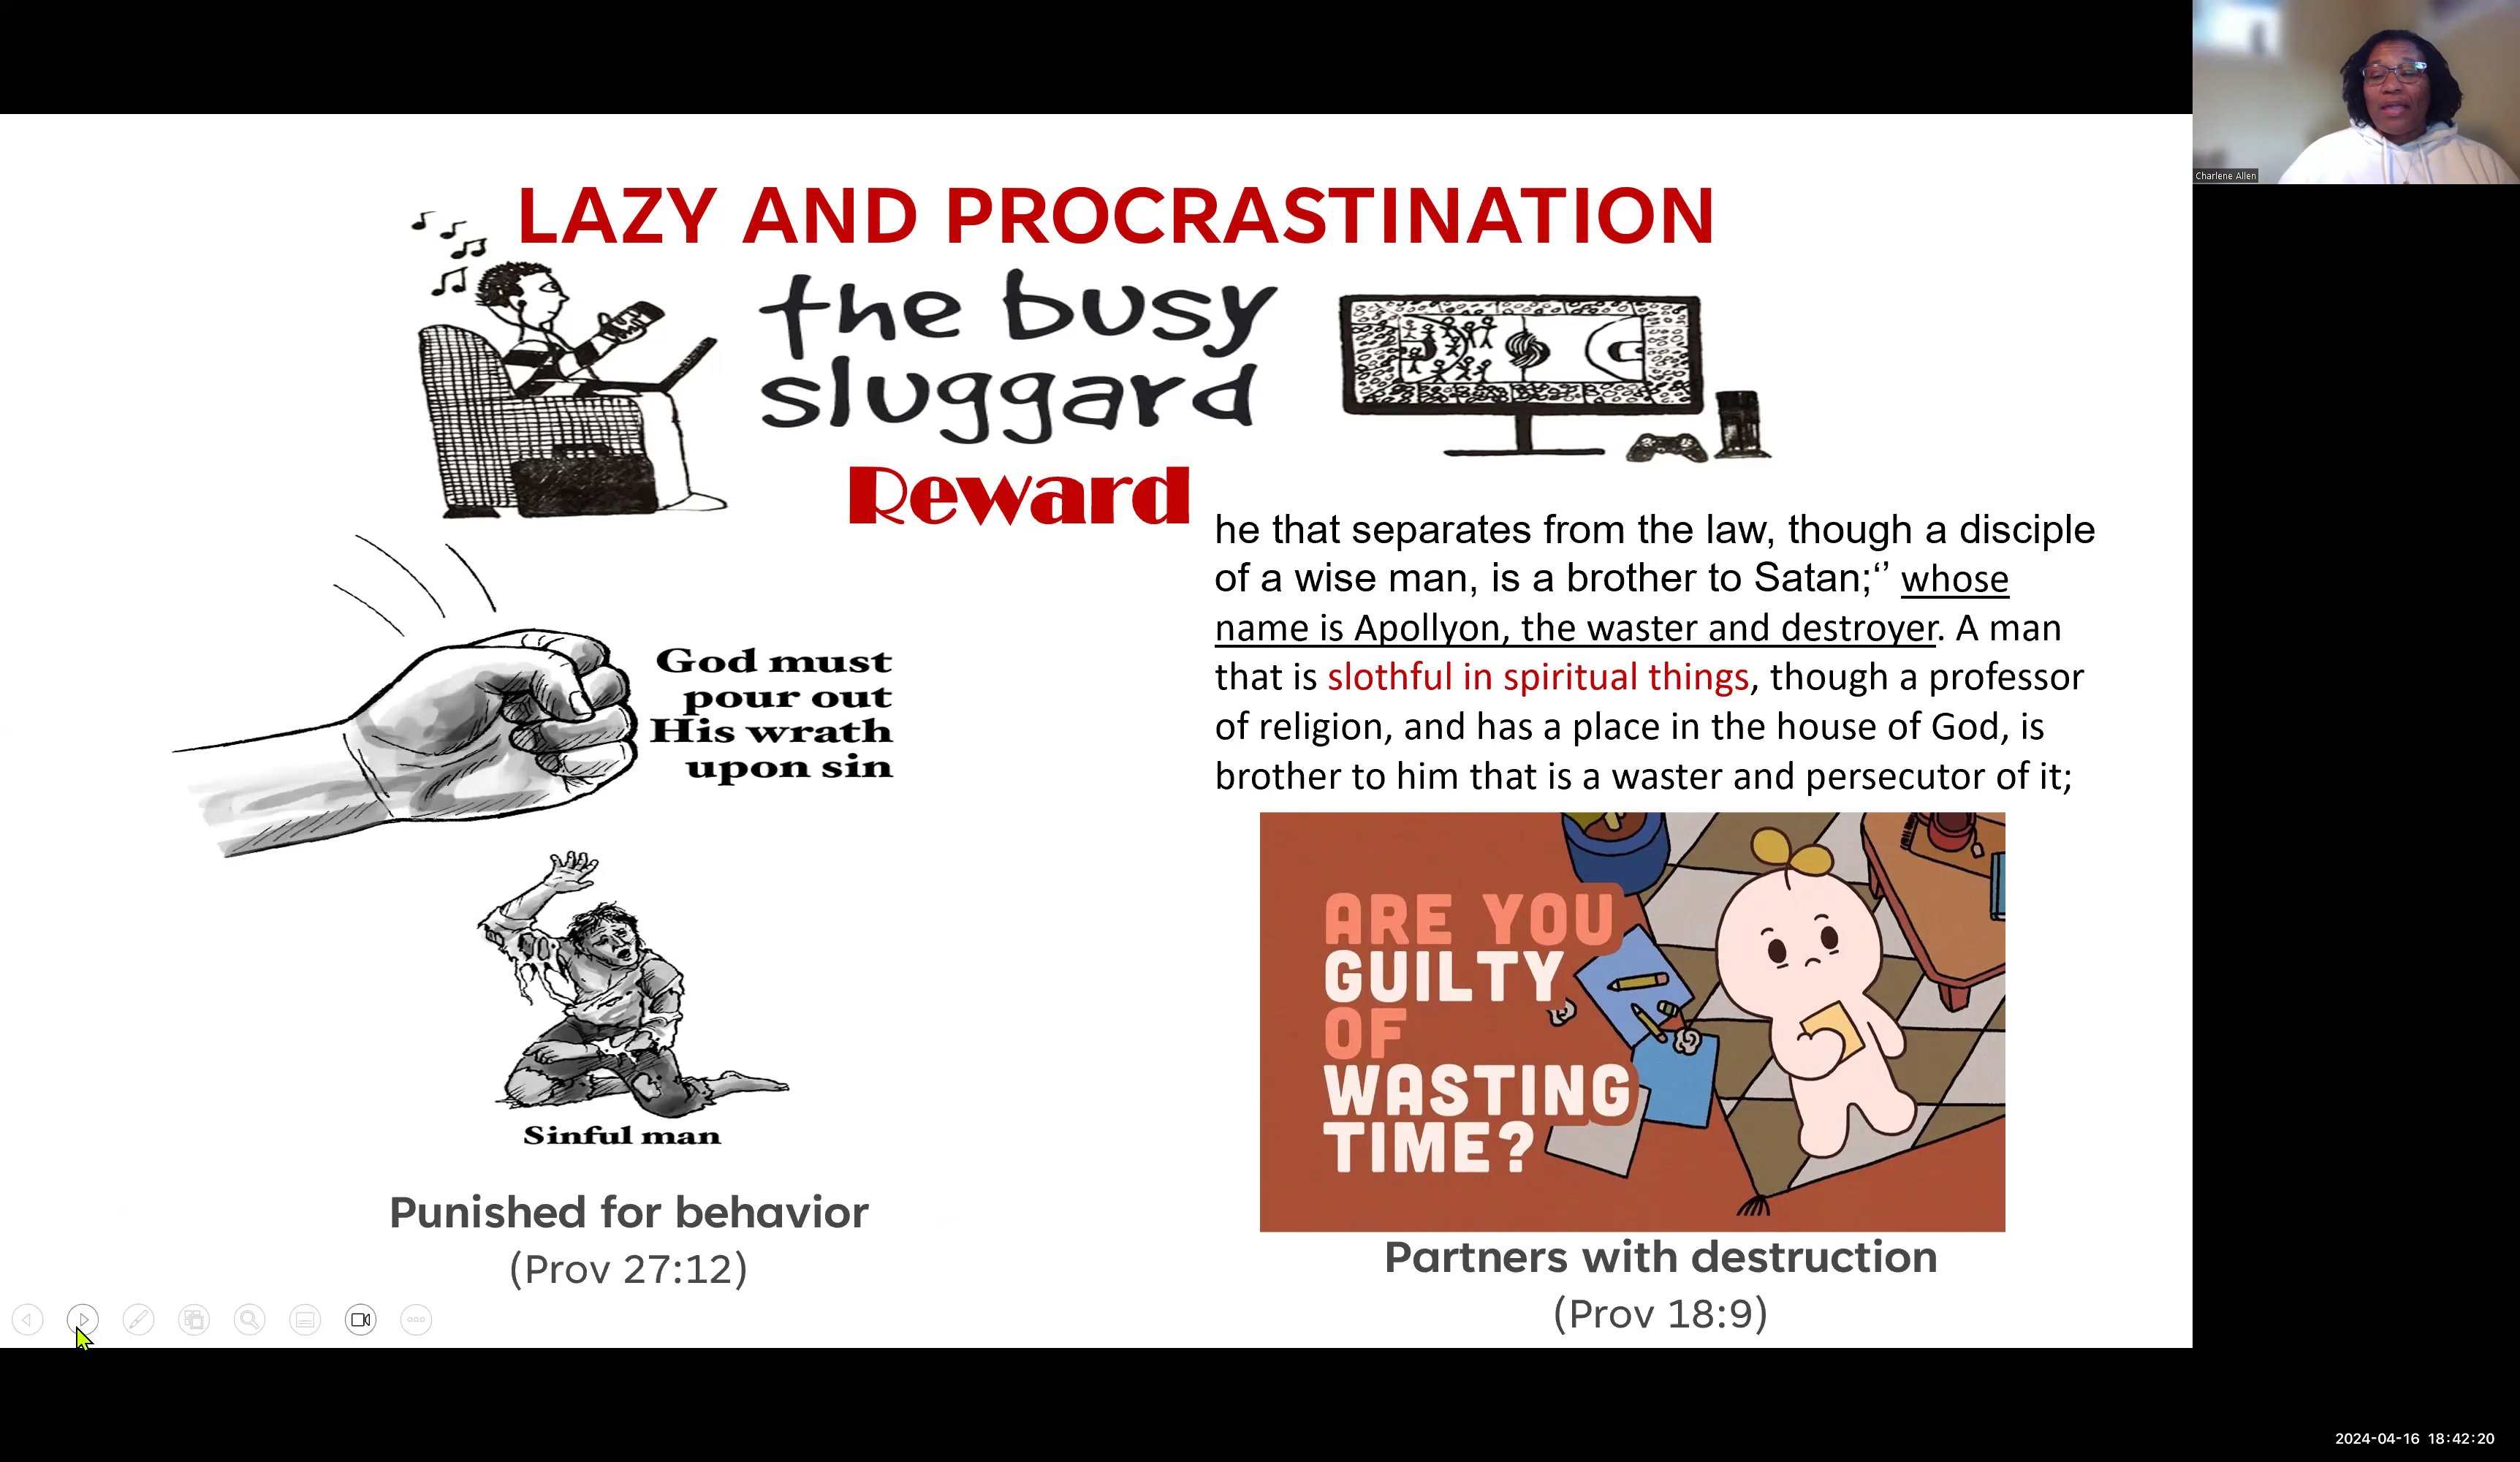 Charlene Allen
LAZY AND PROCRASTINATION
the busy
sluggard
Reward
he that separates from the law, though a disciple
of a wise man, is a brother to Satan;‘’ whose
name is Apollyon, the waster and destroyer. A man
that is slothful in spiritual things, though a professor
of religion, and has a place in the house of God, is
brother to him that is a waster and persecutor of it;
God must
pour out
His wrath
upon sin
Sinful man
Punished for behavior
(Prov 27:12)
ARE YOU
GUILTY
OF
WASTING
TIME?
Partners with destruction
(Prov 18:9)
2024-04-16 18:42:20